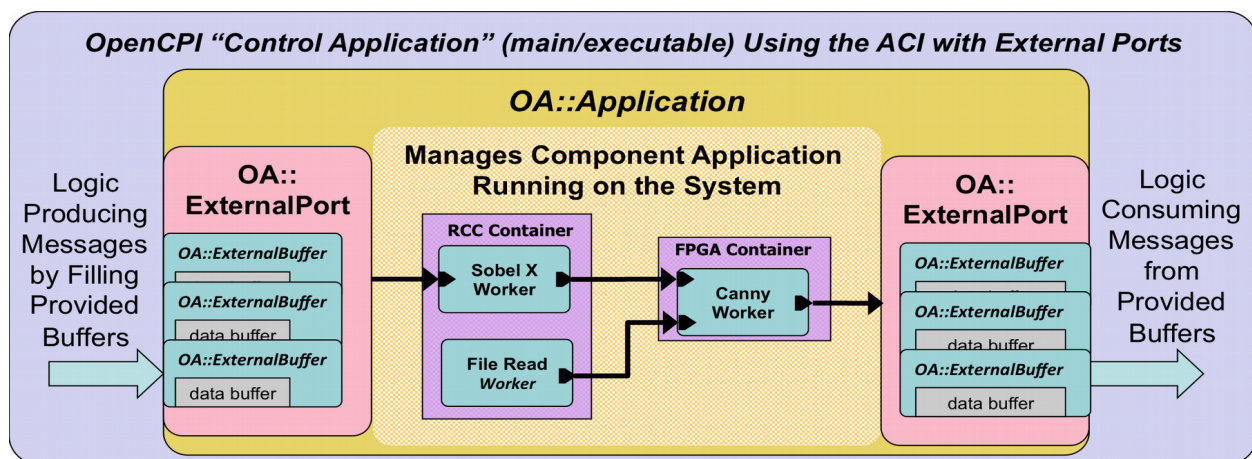 OpenCPI “Control Application” (main/executable) Using the ACI with External Ports
OA::Application
Logic
Producing
Messages
by Filling
Provided
Buffers
OA::
ExternalPort
OA::ExternalBuffer
OA::ExternalBuffer
data buffer
OA::ExternalBuffer
data buffer
Manages Component Application
Running on the System
RCC Container
Sobel X
Worker
File Read
Worker
FPGA Container
Canny
Worker
OA::
ExternalPort
OA::ExternalBuffer
OA::ExternalBuffer
data buffer
OA::ExternalBuffer
data buffer
Logic
Consuming
Messages
from
Provided
Buffers